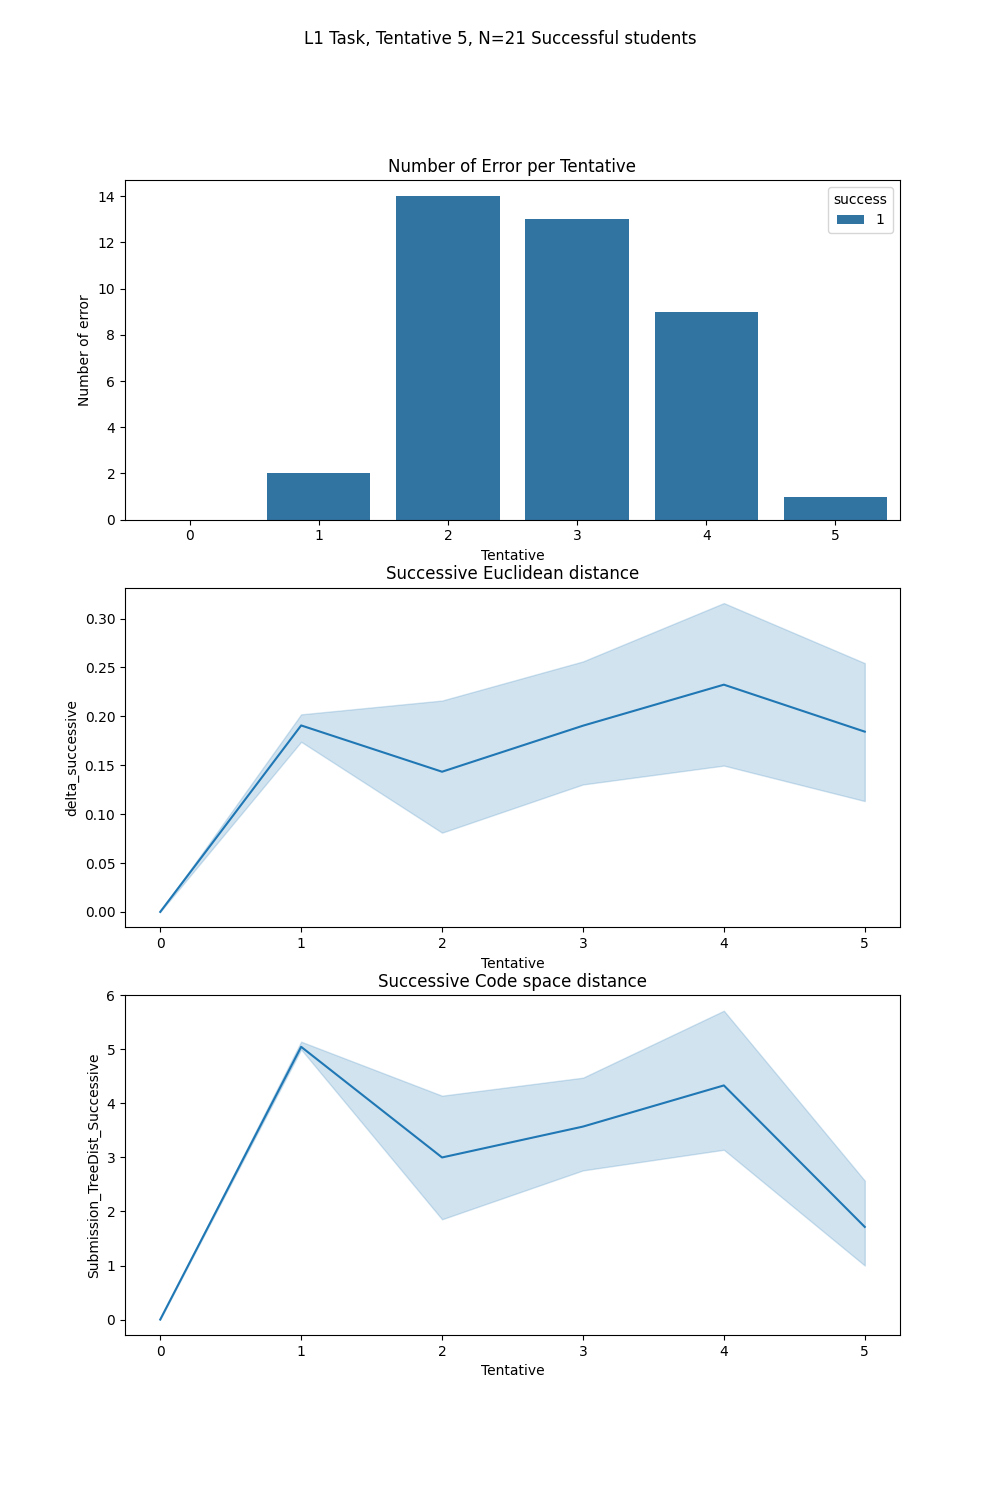 L1 Task, Tentative 5, N=21 Successful students
Number of Error per Tentative
success
1
Number of error
14
12
10
8
6
4
2
0
0 1 2 3 4 5
Tentative
Successive Euclidean distance
delta_successive
0.30
0.25
0.20
0.15
0.10
0.05
0.00
0 1 2 3 4 5
Tentative
Successive Code space distance
Submission_TreeDist_Successive
6
5
4
3
2
1
0
0 1 2 3 4 5
Tentative